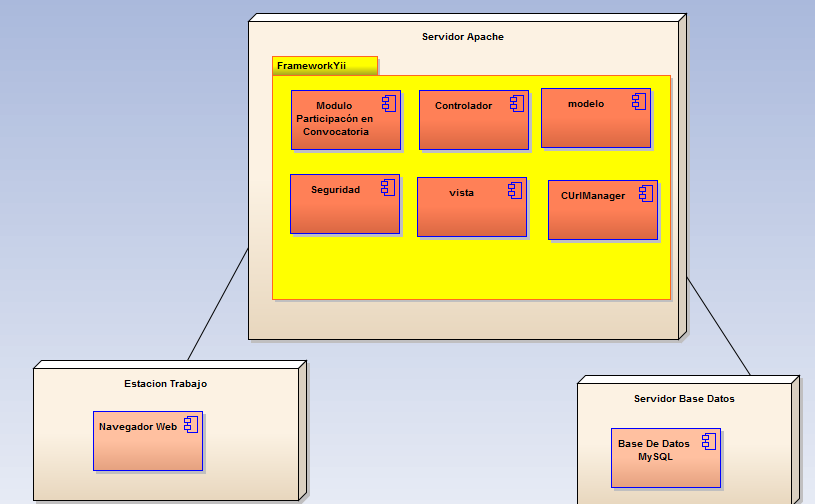 Servidor Apache
FrameworkYii
Modulo
Participacón en
Convocatoria
Controlador
modelo
Seguridad
vista
CUrlManager
Estacion Trabajo
Navegador Web
Servidor Base Datos
Base De Datos
MySQL